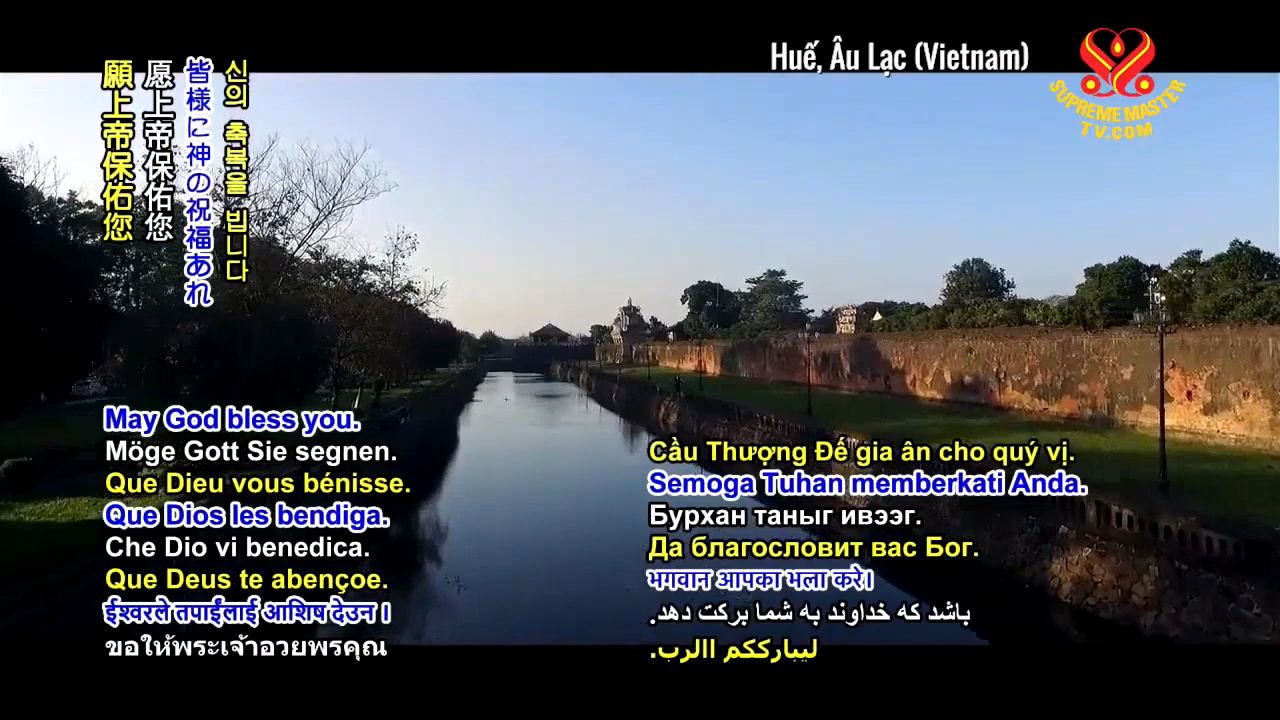 Huế, Âu Lạc (Vietnam)
SUPREME MASTER
TV.COM
願上帝保佑您
愿上帝保佑您
皆様に神の祝福あれ
신의 축복을 빕니다
May God bless you.
Möge Gott Sie segnen.
Que Dieu vous bénisse.
Que Dios les bendiga.
Che Dio vi benedica.
Que Deus te abençoe.
ईश्वरले तपाईंलाई आशिष देउन ।
ขอให้พระเจ้าอวยพรคุณ
Cầu Thượng Đế gia ân cho quý vị.
Semoga Tuhan memberkati Anda.
Бурхан таныг ивээг.
Да благословит вас Бог.
भगवान आपका भला करे।
باشد که خداوند به شما برکت دهد.
ليبارككم االرب.